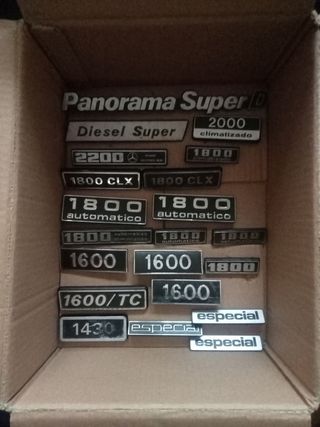 Panorama Super D
Diesel Super
2000
climatizado
2200
1800
1800 CLX
1800 CLX
1800
automatico
1800
automatico
1800
1800
automatico
1800
1600
1600
1800
1600/TC
1600
1430
especial
especial
especial